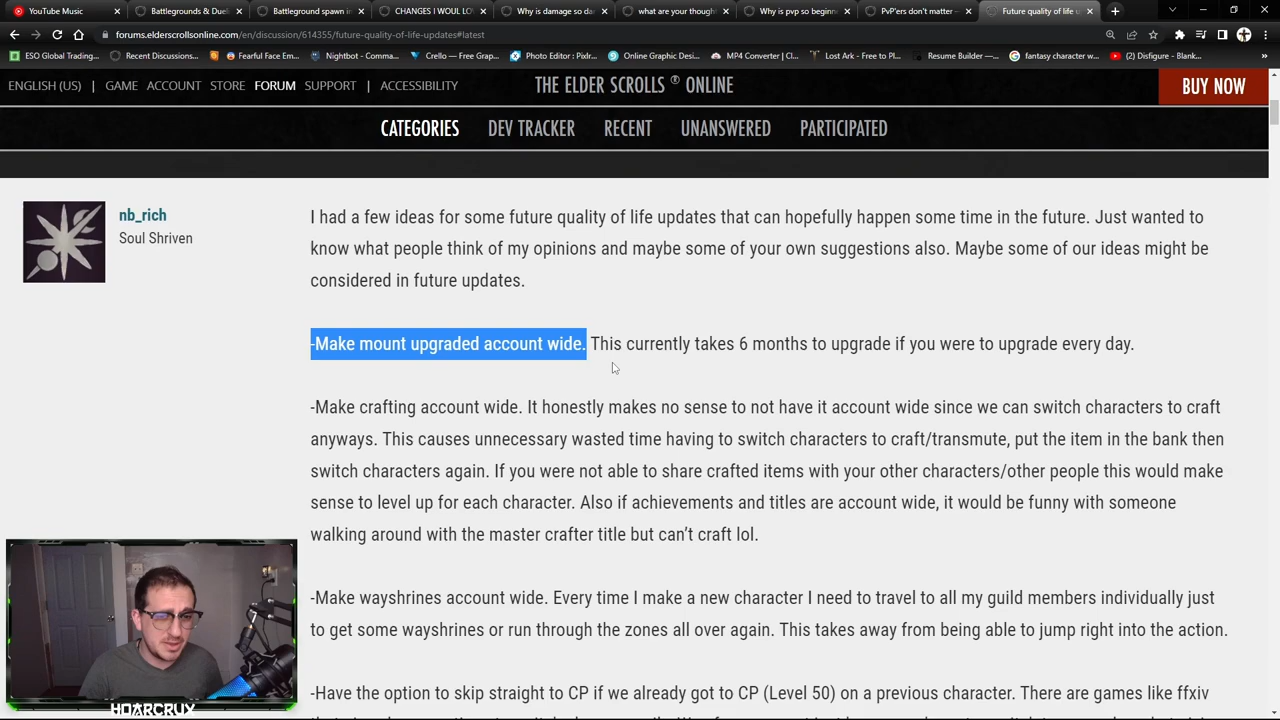 YouTube Music
Battlegrounds & Due
Battleground spawn in
CHANGES I WOUL LO
Why is damage so da
what are your though
Why is pvp so beginn
PvP'ers don't matter –
Future quality of life u
forums.elderscrollsonline.com/en/discussion/614355/future-quality-of-life-updates#latest
ESO Global Trading
Recent Discussions
Fearful Face Em...
Nightbot - Comma...
Crello — Free Grap...
Photo Editor : Pixlr...
Online Graphic Desi...
MP4 Converter | Cl...
Lost Ark - Free to Pl...
Resume Builder —...
fantasy character w...
(2) Disfigure - Blank...
ENGLISH (US) | GAME ACCOUNT STORE FORUM SUPPORT | ACCESSIBILITY
THE ELDER SCROLLS ® ONLINE
BUY NOW
CATEGORIES DEV TRACKER RECENT UNANSWERED PARTICIPATED
nb_rich
Soul Shriven
I had a few ideas for some future quality of life updates that can hopefully happen some time in the future. Just wanted to
know what people think of my opinions and maybe some of your own suggestions also. Maybe some of our ideas might be
considered in future updates.
-Make mount upgraded account wide. This currently takes 6 months to upgrade if you were to upgrade every day.
-Make crafting account wide. It honestly makes no sense to not have it account wide since we can switch characters to craft
anyways. This causes unnecessary wasted time having to switch characters to craft/transmute, put the item in the bank then
switch characters again. If you were not able to share crafted items with your other characters/other people this would make
sense to level up for each character. Also if achievements and titles are account wide, it would be funny with someone
walking around with the master crafter title but can't craft lol.
-Make wayshrines account wide. Every time I make a new character I need to travel to all my guild members individually just
to get some wayshrines or run through the zones all over again. This takes away from being able to jump right into the action.
-Have the option to skip straight to CP if we already got to CP (Level 50) on a previous character. There are games like ffxiv
HOARCRUX